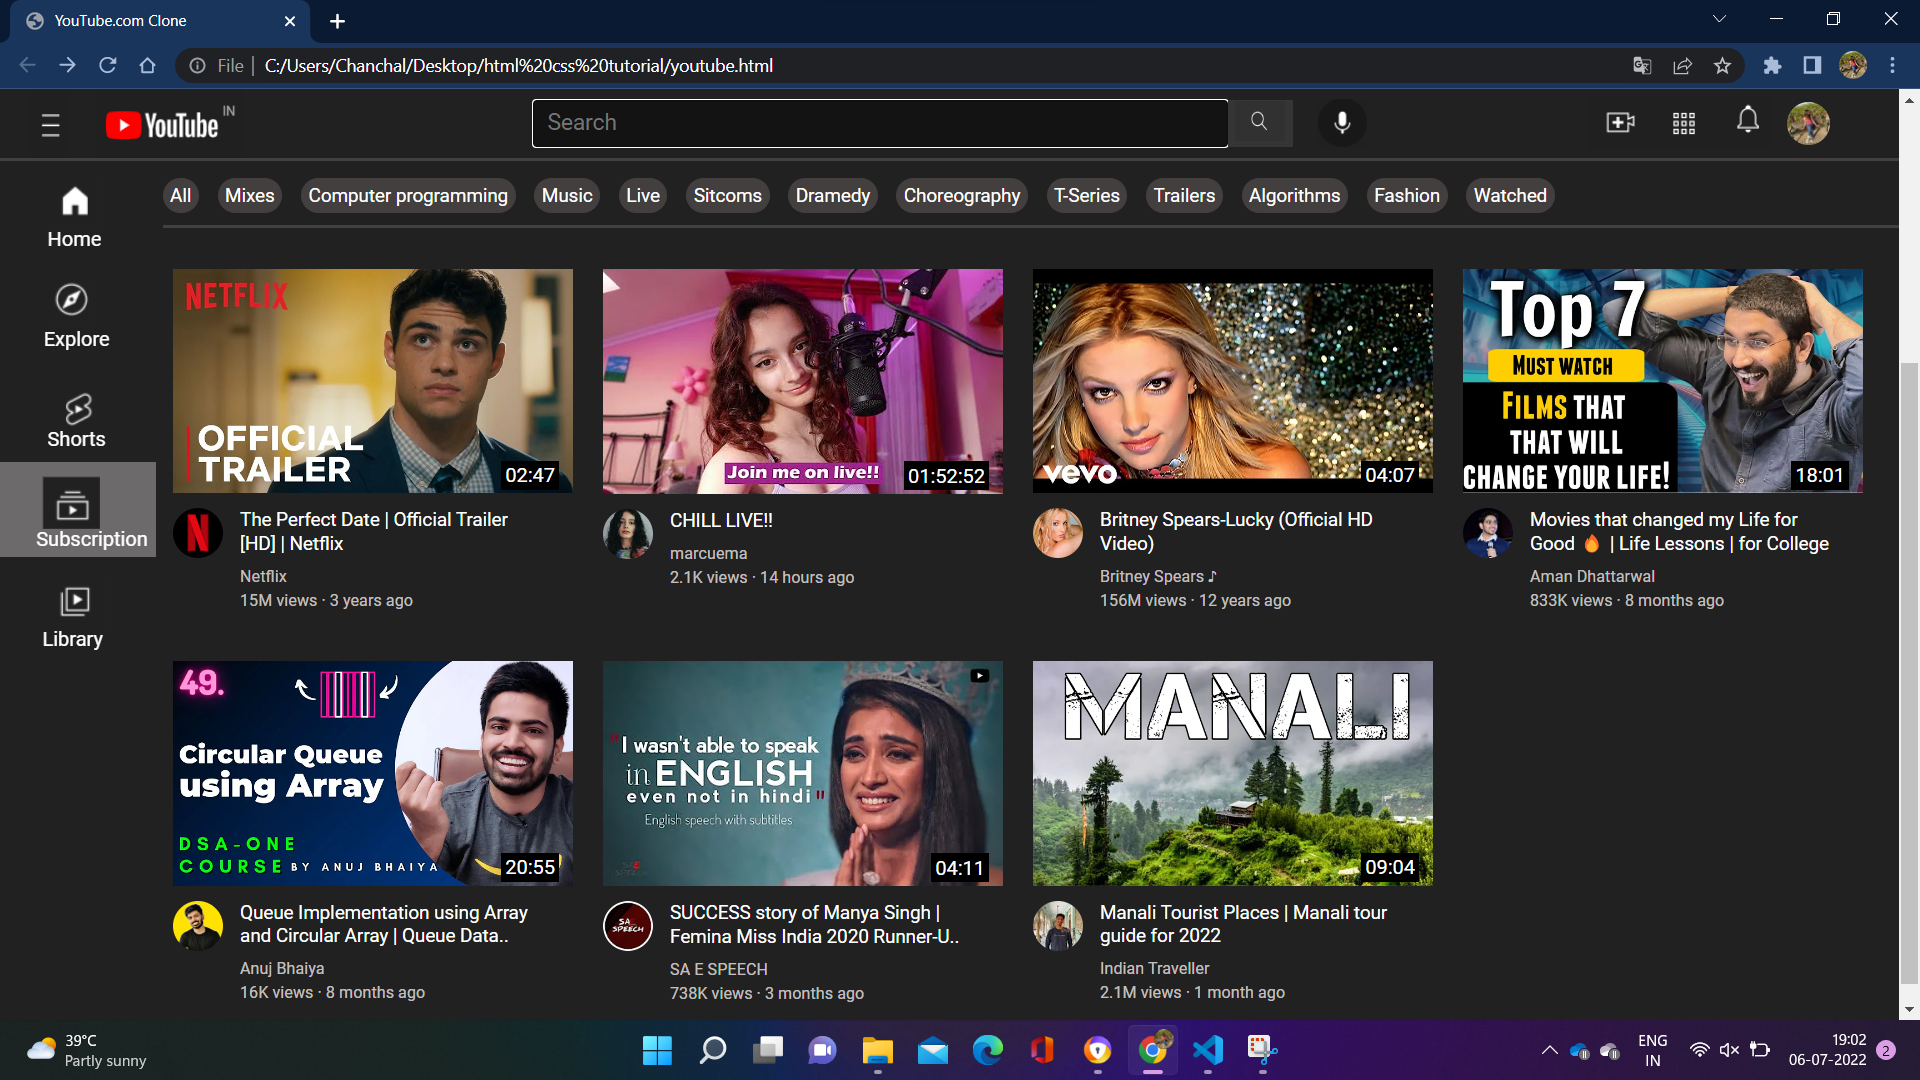 YouTube.com Clone
File | C:/Users/Chanchal/Desktop/html%20css%20tutorial/youtube.html
YouTube IN
Search
All Mixes Computer programming Music Live Sitcoms Dramedy Choreography T-Series Trailers Algorithms Fashion Watched
Home
Explore
Shorts
Subscription
Library
NETFLIX
OFFICIAL
TRAILER
02:47
The Perfect Date | Official Trailer
[HD] | Netflix
Netflix
15M views · 3 years ago
Join me on live!!
01:52:52
CHILL LIVE!!
marcuema
2.1K views · 14 hours ago
vevo
04:07
Britney Spears-Lucky (Official HD
Video)
Britney Spears ♪
156M views · 12 years ago
Top 7
MUST WATCH
FILMS THAT
THAT WILL
CHANGE YOUR LIFE!
18:01
Movies that changed my Life for
Good 🔥 | Life Lessons | for College
Aman Dhattarwal
833K views · 8 months ago
49.
Circular Queue
using Array
DSA-ONE
COURSE BY ANUJ BHAIYA
20:55
Queue Implementation using Array
and Circular Array | Queue Data..
Anuj Bhaiya
16K views · 8 months ago
"I wasn't able to speak
in ENGLISH
even not in hindi"
English speech with subtitles
04:11
SA
SPEECH
SUCCESS story of Manya Singh |
Femina Miss India 2020 Runner-U..
SA E SPEECH
738K views · 3 months ago
MANALI
09:04
Manali Tourist Places | Manali tour
guide for 2022
Indian Traveller
2.1M views · 1 month ago
39°C
Partly sunny
ENG
IN
19:02
06-07-2022
2